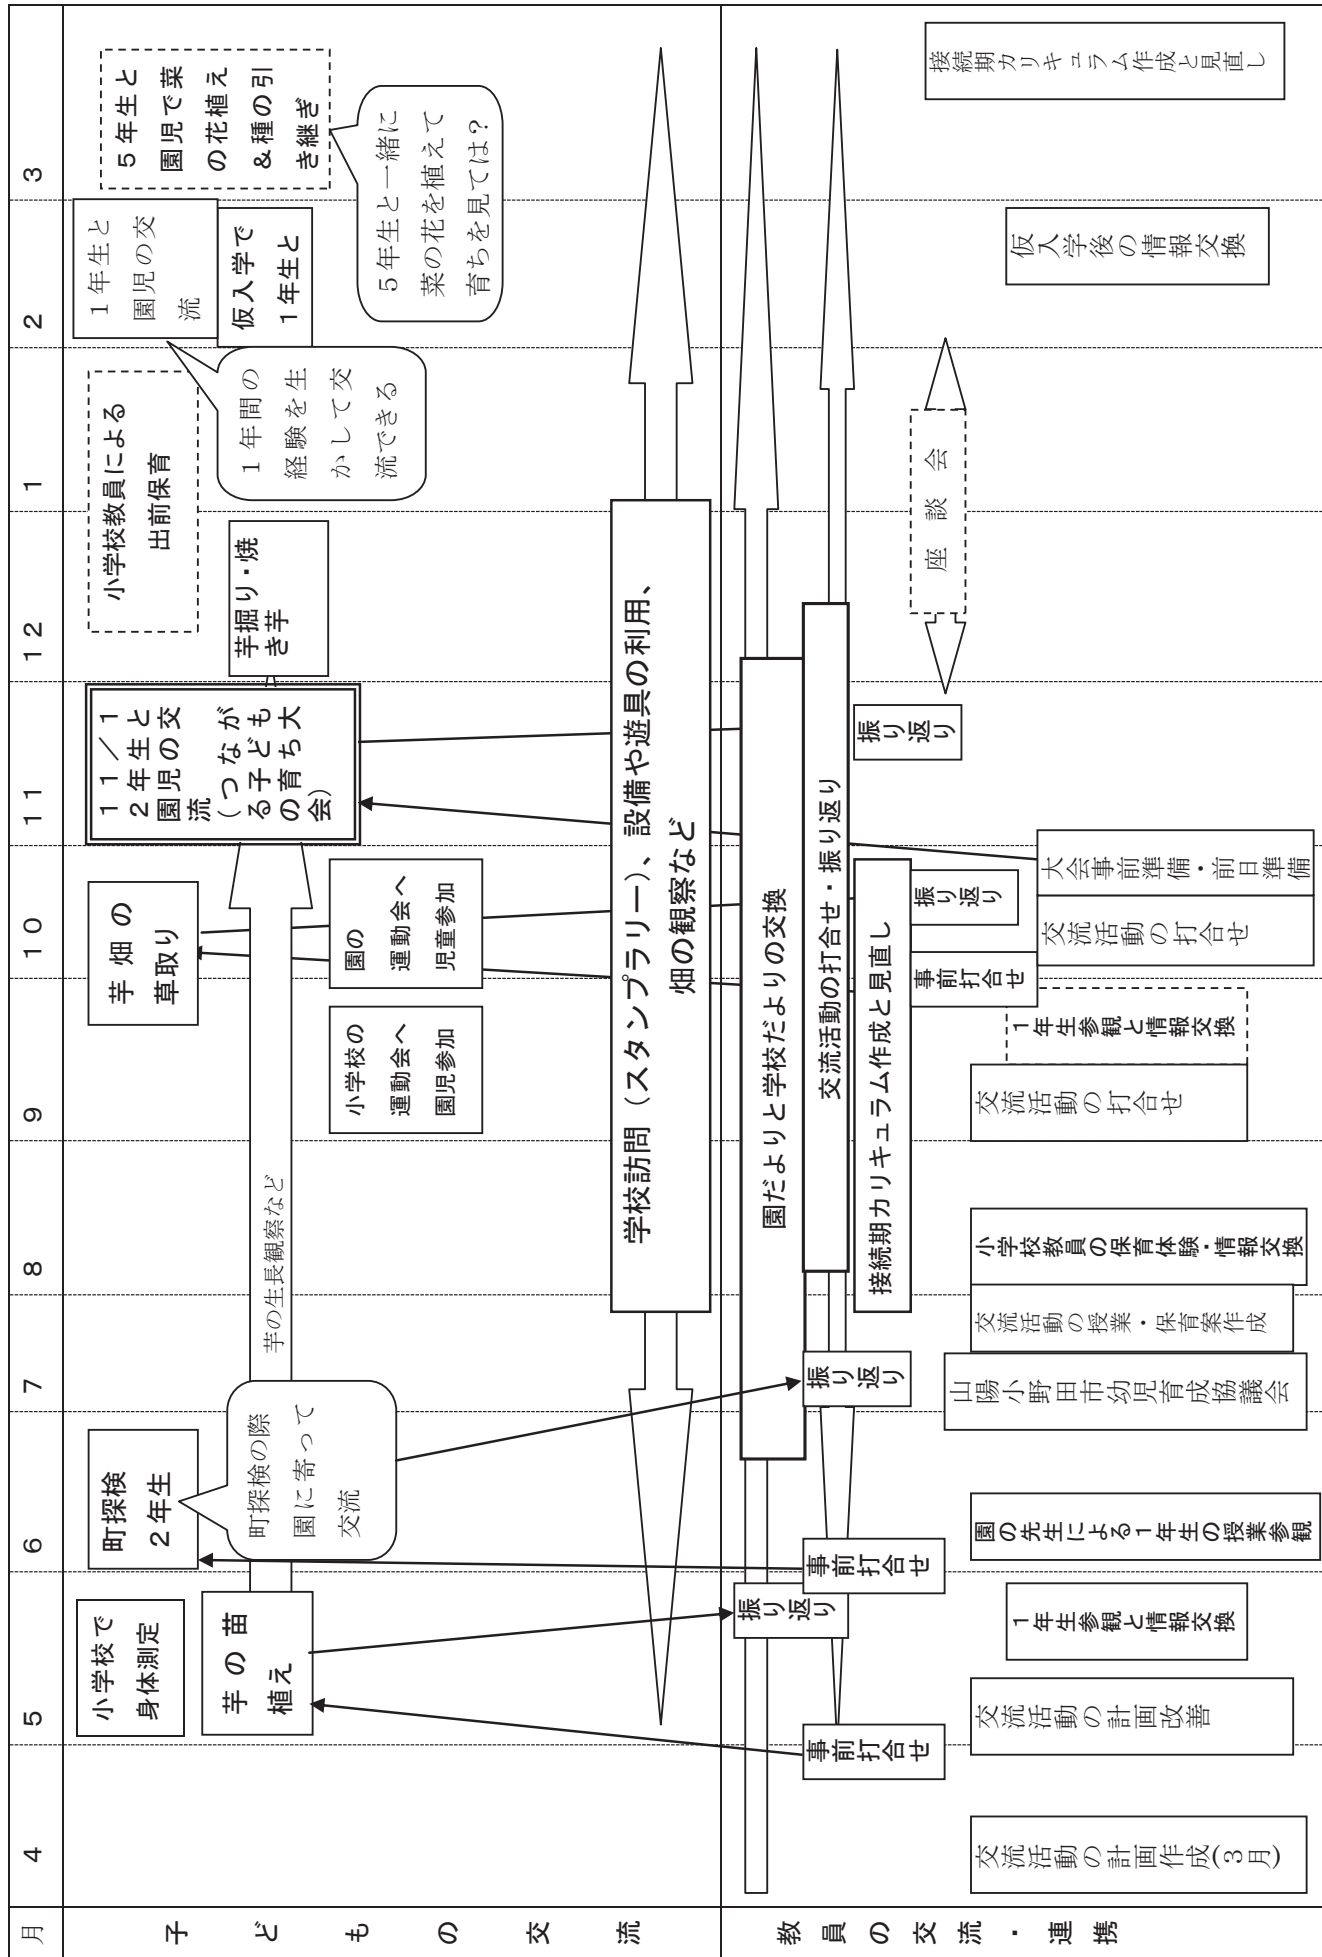 月
4
5
6
7
8
9
10
11
12
1
2
3
子どもの交流
小学校で
身体測定
芋の苗
植え
町探検
2年生
町探検の際
園に寄って
交流
芋の生長観察など
小学校の
運動会へ
園児参加
園の
運動会へ
児童参加
芋畑の
草取り
11/1
2年生と
園児の交
流
(つなが
る子ども
の育ち大
会)
芋掘り・焼
き芋
小学校教員による
出前保育
1年間の
経験を生
かして交
流できる
1年生と
園児の交
流
仮入学で
1年生と
5年生と
園児で菜
の花植え
&種の引
き継ぎ
5年生と一緒に
菜の花を植えて
育ちを見ては?
学校訪問(スタンプラリー)、設備や遊具の利用、
畑の観察など
教員の交流・連携
園だよりと学校だよりの交換
交流活動の打合せ・振り返り
接続期カリキュラム作成と見直し
事前打合せ
振り返り
事前打合せ
振り返り
事前打合せ
振り返り
振り返り
座談会
交流活動の計画作成(3月)
交流活動の計画改善
1年生参観と情報交換
園の先生による1年生の授業参観
山陽小野田市幼児育成協議会
交流活動の授業・保育案作成
小学校教員の保育体験・情報交換
交流活動の打合せ
1年生参観と情報交換
交流活動の打合せ
大会事前準備・前日準備
仮入学後の情報交換
接続期カリキュラム作成と見直し